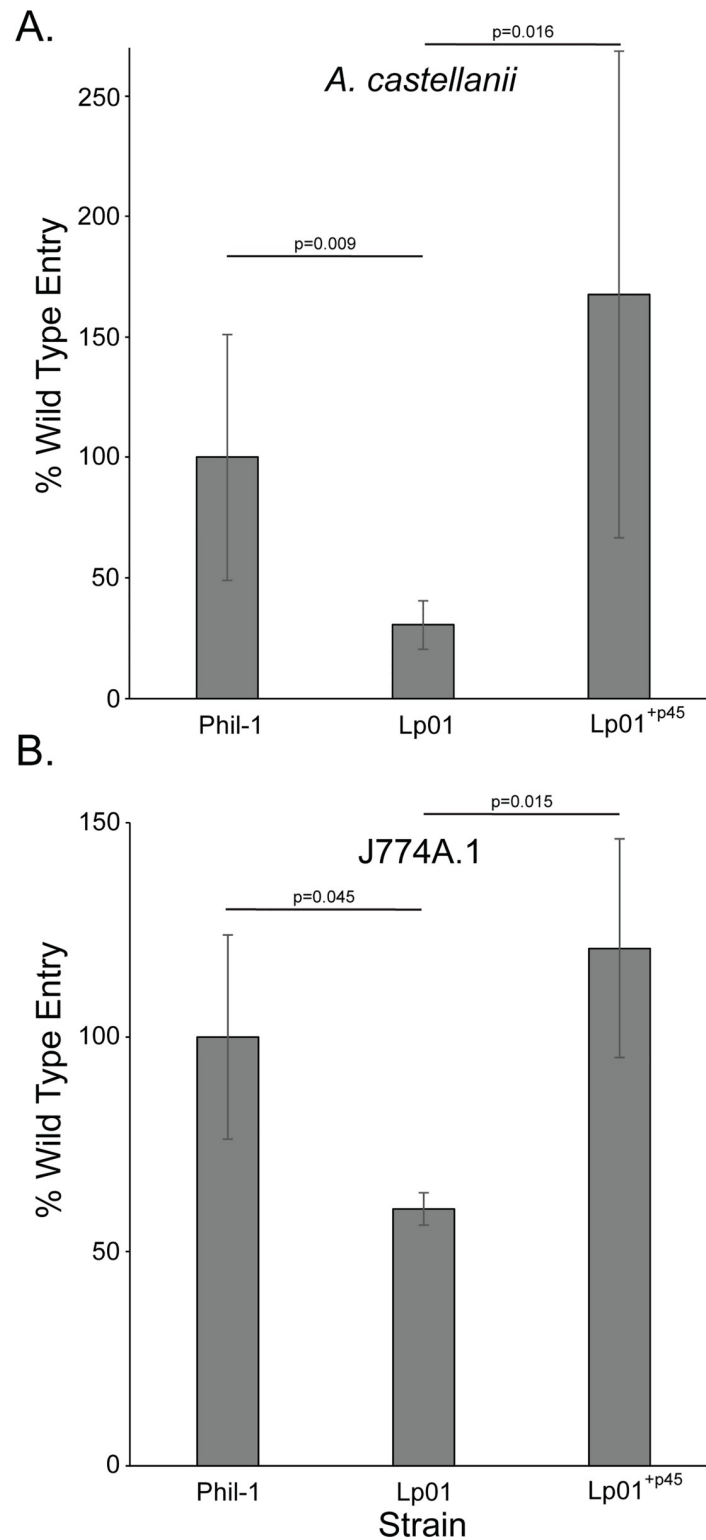 A.
p=0.016
A. castellanii
250
200
p=0.009
150
100
50
0
% Wild Type Entry
Phil-1 Lp01 Lp01+p45
B.
p=0.015
150
J774A.1
p=0.045
100
50
0
% Wild Type Entry
Phil-1 Lp01 Lp01+p45
Strain